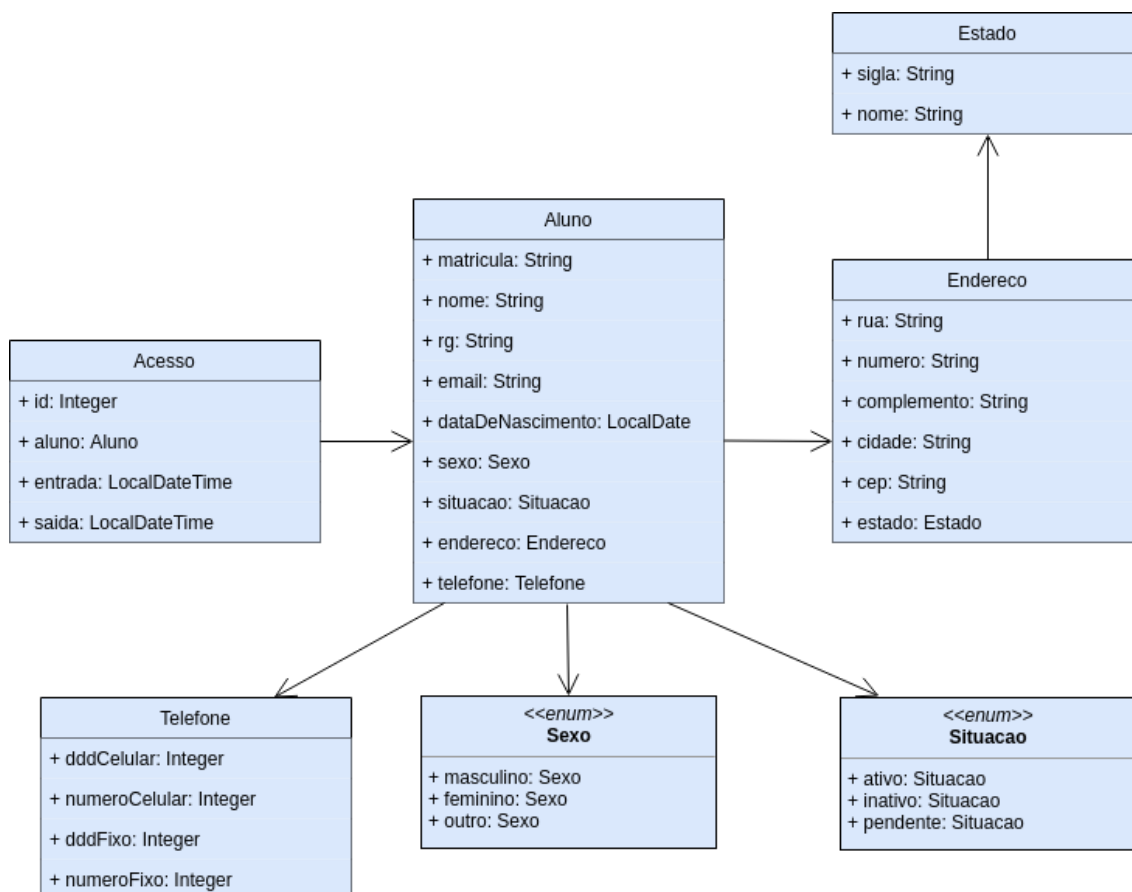 Estado
+ sigla: String
+ nome: String
Aluno
+ matricula: String
+ nome: String
+ rg: String
+ email: String
+ dataDeNascimento: LocalDate
+ sexo: Sexo
+ situacao: Situacao
+ endereco: Endereco
+ telefone: Telefone
Endereco
+ rua: String
+ numero: String
+ complemento: String
+ cidade: String
+ cep: String
+ estado: Estado
Acesso
+ id: Integer
+ aluno: Aluno
+ entrada: LocalDateTime
+ saida: LocalDateTime
Telefone
+ dddCelular: Integer
+ numeroCelular: Integer
+ dddFixo: Integer
+ numeroFixo: Integer
<<enum>>
Sexo
+ masculino: Sexo
+ feminino: Sexo
+ outro: Sexo
<<enum>>
Situacao
+ ativo: Situacao
+ inativo: Situacao
+ pendente: Situacao